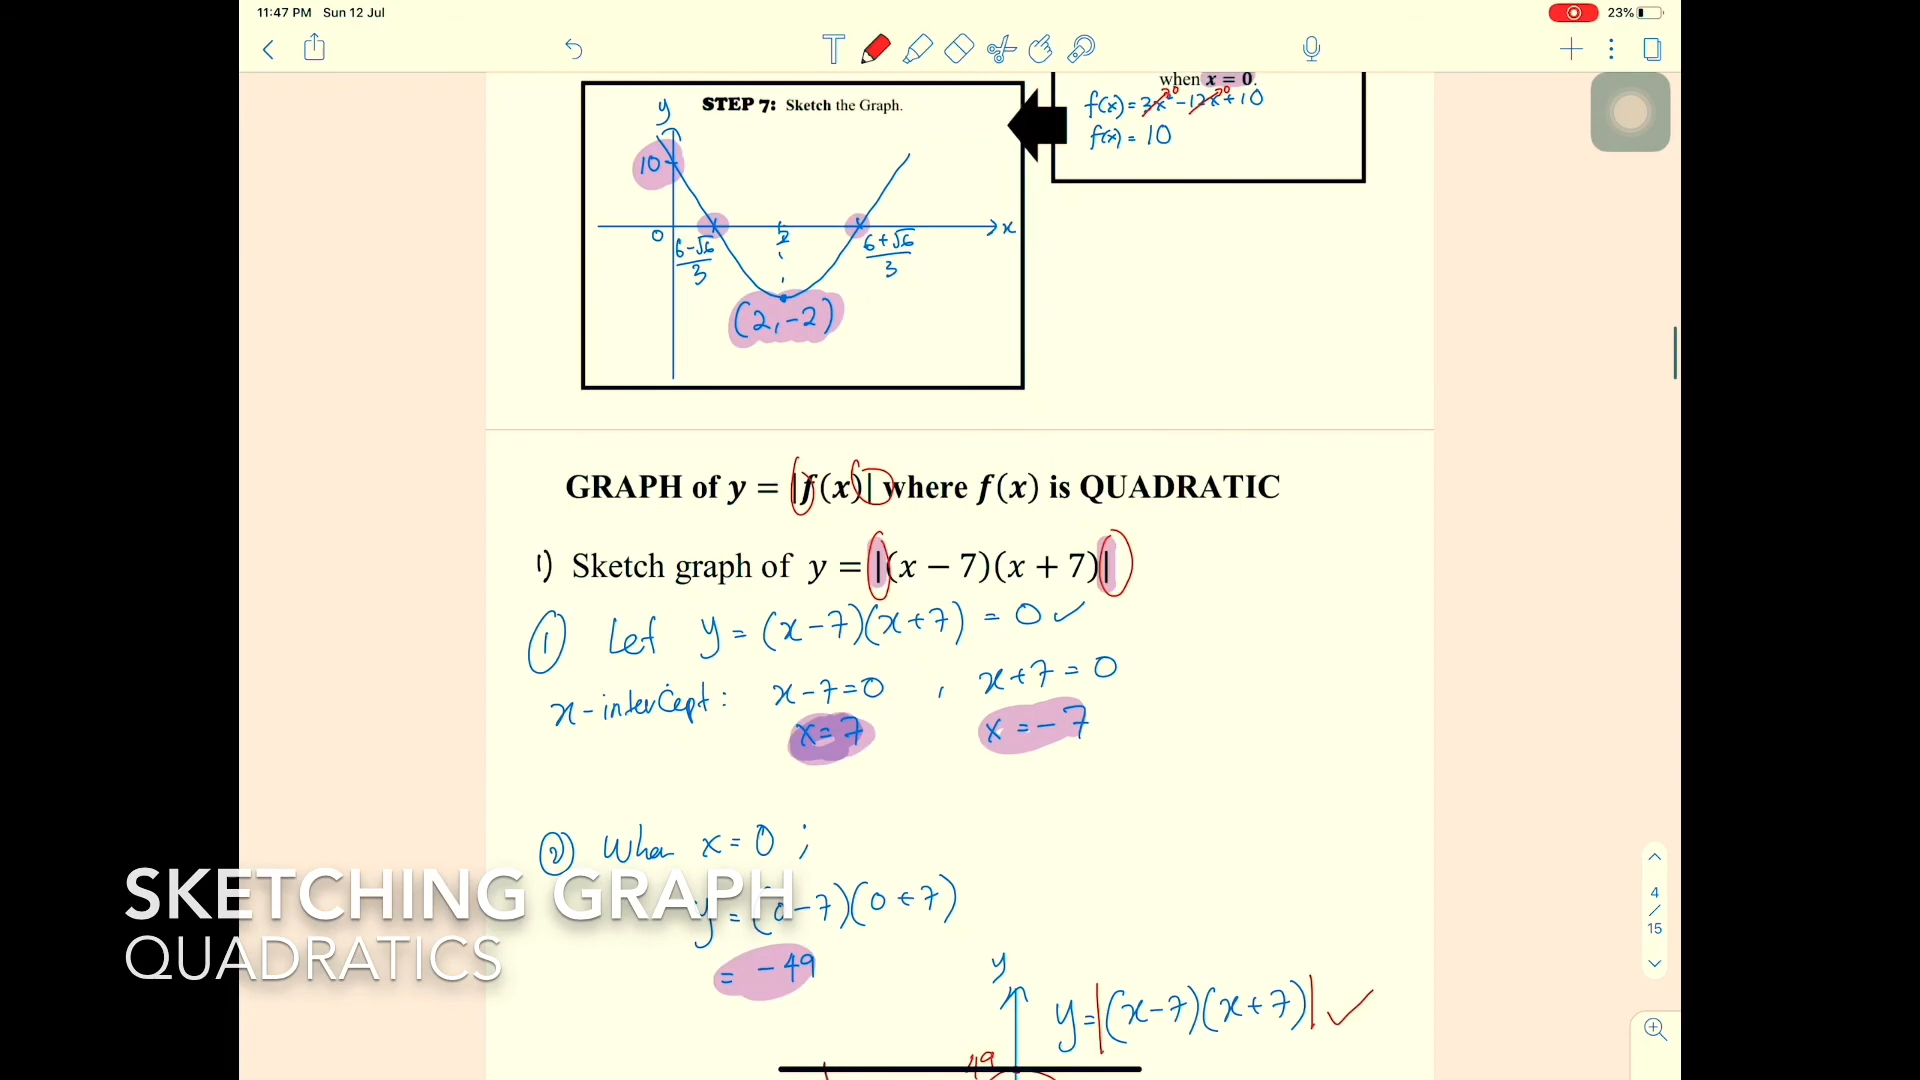 11:47 PM Sun 12 Jul
23%
T
when x = 0.
f(x) = 3x² - 12x + 10
f(x) = 10
STEP 7: Sketch the Graph.
y
10
0
x
6-√6
3
2
6+√6
3
(2, -2)
GRAPH of y = |f(x)| where f(x) is QUADRATIC
1) Sketch graph of y = |(x − 7)(x + 7)|
① Let y = (x-7)(x+7) = 0 ✓
x-intercept: x-7=0 , x+7=0
x=7 x=-7
② When x=0 ;
y = (0-7)(0+7)
= -49
SKETCHING GRAPH
QUADRATICS
y
y=|(x-7)(x+7)| ✓
49
4
/
15